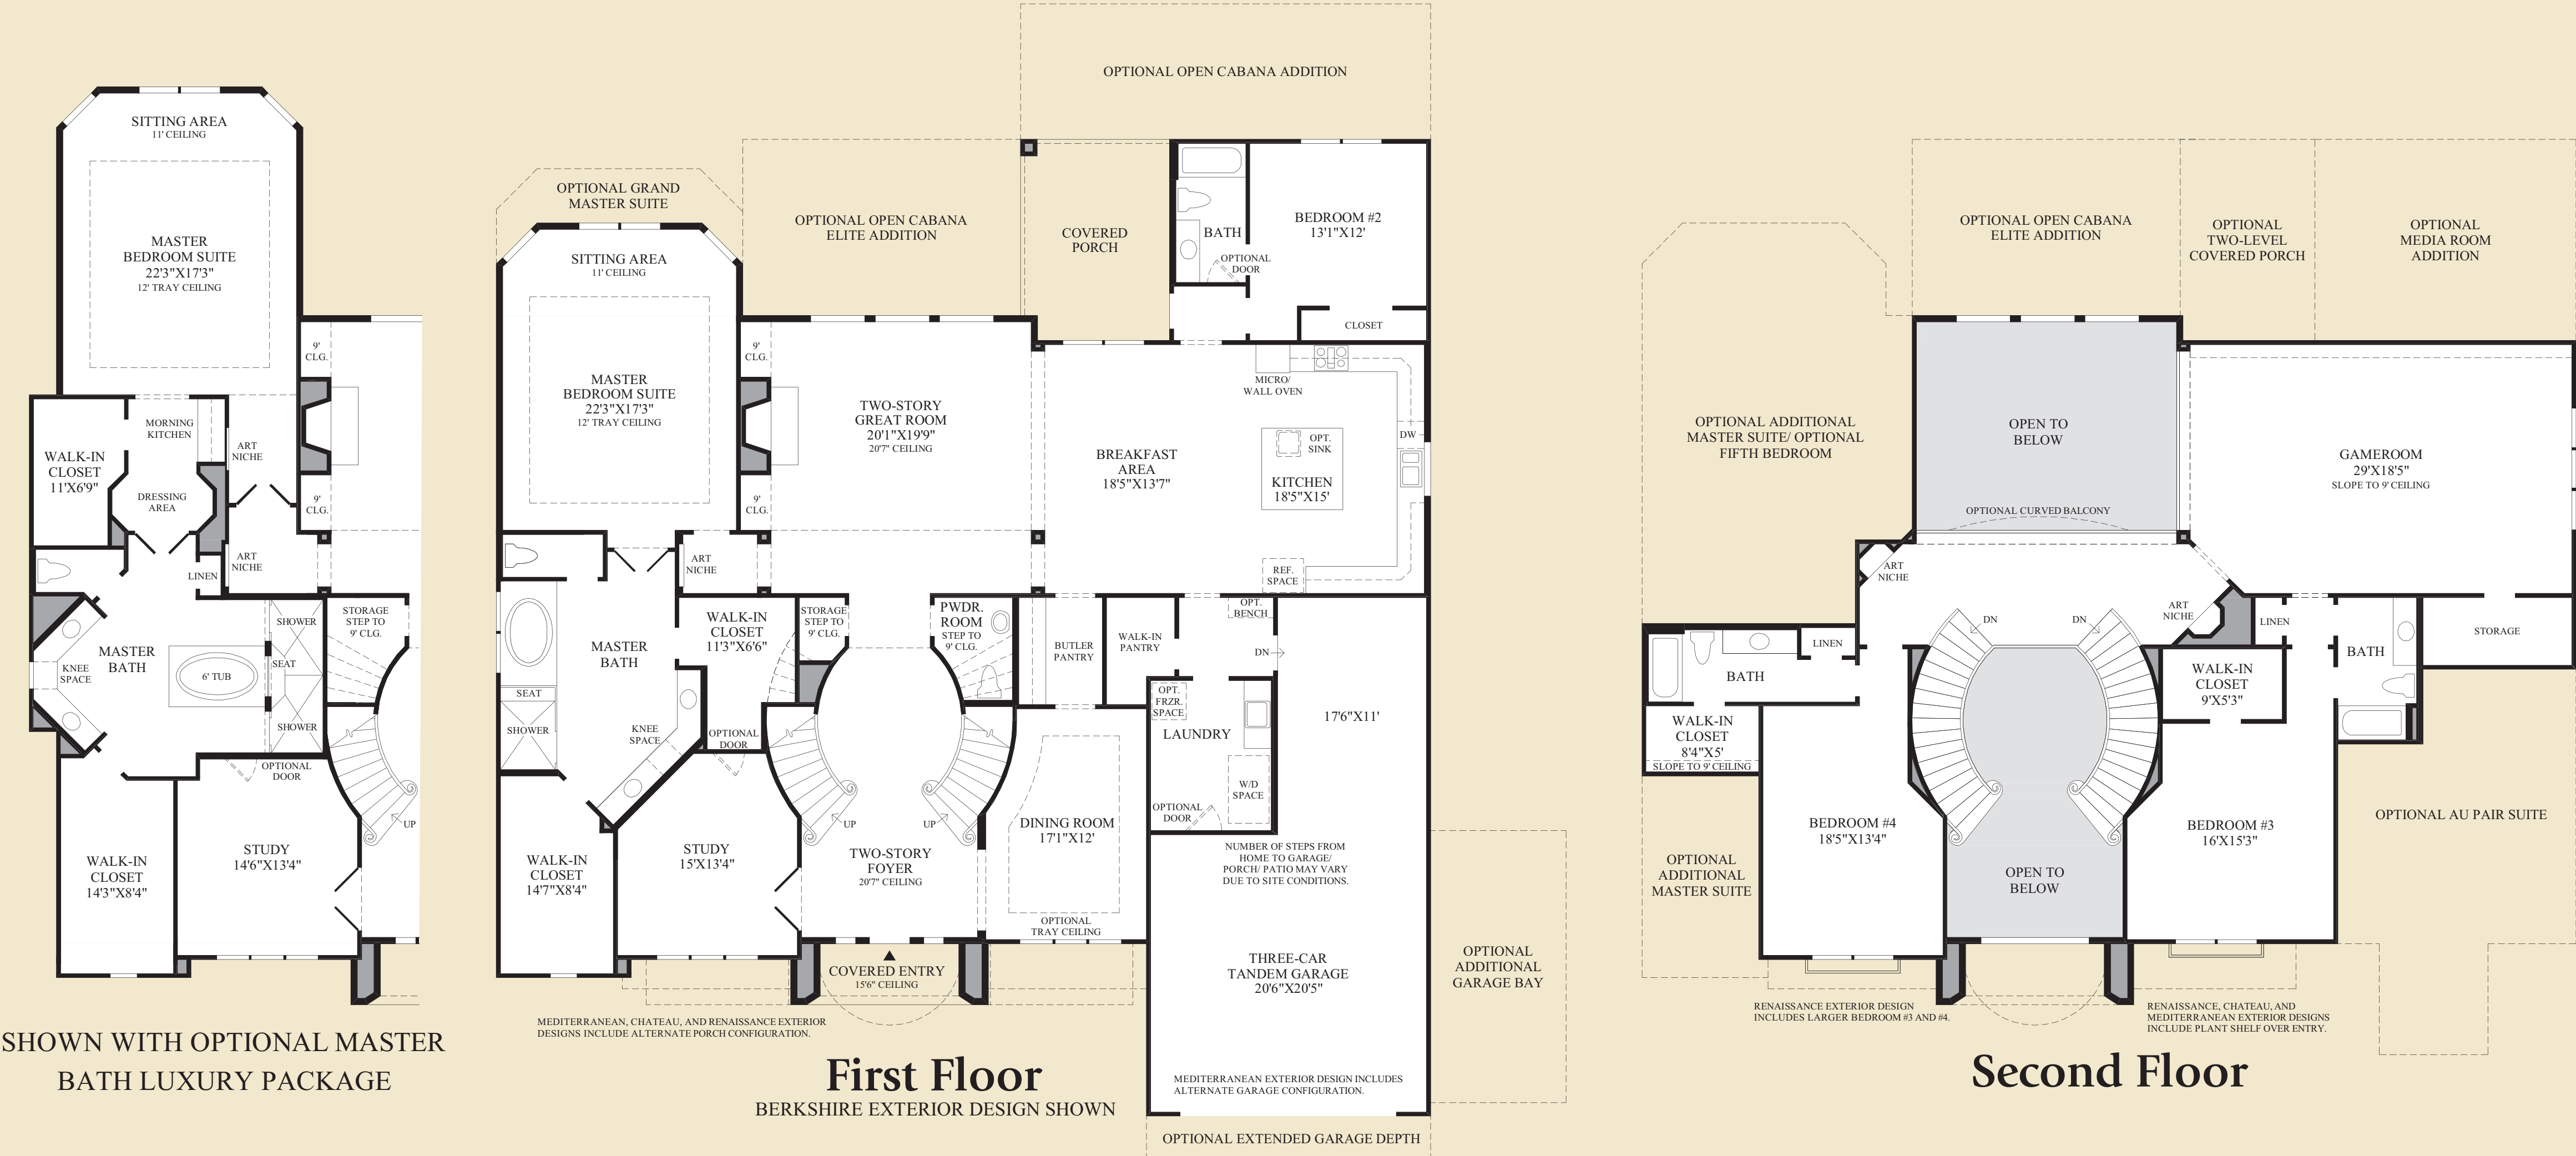 SITTING AREA
11' CEILING
MASTER
BEDROOM SUITE
22'3"X17'3"
12' TRAY CEILING
9'
CLG.
MORNING
KITCHEN
ART
NICHE
WALK-IN
CLOSET
11'X6'9"
DRESSING
AREA
9'
CLG.
ART
NICHE
LINEN
STORAGE
STEP TO
9' CLG.
SHOWER
MASTER
BATH
KNEE
SPACE
SEAT
6' TUB
SHOWER
OPTIONAL
DOOR
UP
STUDY
14'6"X13'4"
WALK-IN
CLOSET
14'3"X8'4"
SHOWN WITH OPTIONAL MASTER
BATH LUXURY PACKAGE
OPTIONAL OPEN CABANA ADDITION
OPTIONAL GRAND
MASTER SUITE
OPTIONAL OPEN CABANA
ELITE ADDITION
COVERED
PORCH
BATH
OPTIONAL
DOOR
BEDROOM #2
13'1"X12'
CLOSET
SITTING AREA
11' CEILING
MASTER
BEDROOM SUITE
22'3"X17'3"
12' TRAY CEILING
9'
CLG.
9'
CLG.
TWO-STORY
GREAT ROOM
20'1"X19'9"
20'7" CEILING
BREAKFAST
AREA
18'5"X13'7"
MICRO/
WALL OVEN
OPT.
SINK
DW
KITCHEN
18'5"X15'
REF.
SPACE
ART
NICHE
WALK-IN
CLOSET
11'3"X6'6"
STORAGE
STEP TO
9' CLG.
PWDR.
ROOM
STEP TO
9' CLG.
BUTLER
PANTRY
WALK-IN
PANTRY
OPT.
BENCH
DN
MASTER
BATH
SEAT
SHOWER
KNEE
SPACE
OPTIONAL
DOOR
OPT.
FRZR.
SPACE
LAUNDRY
W/D
SPACE
OPTIONAL
DOOR
17'6"X11'
UP
UP
DINING ROOM
17'1"X12'
OPTIONAL
TRAY CEILING
STUDY
15'X13'4"
TWO-STORY
FOYER
20'7" CEILING
WALK-IN
CLOSET
14'7"X8'4"
NUMBER OF STEPS FROM
HOME TO GARAGE/
PORCH/ PATIO MAY VARY
DUE TO SITE CONDITIONS.
COVERED ENTRY
15'6" CEILING
THREE-CAR
TANDEM GARAGE
20'6"X20'5"
OPTIONAL
ADDITIONAL
GARAGE BAY
MEDITERRANEAN, CHATEAU, AND RENAISSANCE EXTERIOR
DESIGNS INCLUDE ALTERNATE PORCH CONFIGURATION.
MEDITERRANEAN EXTERIOR DESIGN INCLUDES
ALTERNATE GARAGE CONFIGURATION.
First Floor
BERKSHIRE EXTERIOR DESIGN SHOWN
OPTIONAL EXTENDED GARAGE DEPTH
OPTIONAL OPEN CABANA
ELITE ADDITION
OPTIONAL
TWO-LEVEL
COVERED PORCH
OPTIONAL
MEDIA ROOM
ADDITION
OPTIONAL ADDITIONAL
MASTER SUITE/ OPTIONAL
FIFTH BEDROOM
OPEN TO
BELOW
GAMEROOM
29'X18'5"
SLOPE TO 9' CEILING
OPTIONAL CURVED BALCONY
ART
NICHE
DN
DN
ART
NICHE
LINEN
STORAGE
BATH
LINEN
BATH
WALK-IN
CLOSET
9'X5'3"
WALK-IN
CLOSET
8'4"X5'
SLOPE TO 9' CEILING
BEDROOM #4
18'5"X13'4"
BEDROOM #3
16'X15'3"
OPTIONAL AU PAIR SUITE
OPTIONAL
ADDITIONAL
MASTER SUITE
OPEN TO
BELOW
RENAISSANCE EXTERIOR DESIGN
INCLUDES LARGER BEDROOM #3 AND #4.
RENAISSANCE, CHATEAU, AND
MEDITERRANEAN EXTERIOR DESIGNS
INCLUDE PLANT SHELF OVER ENTRY.
Second Floor